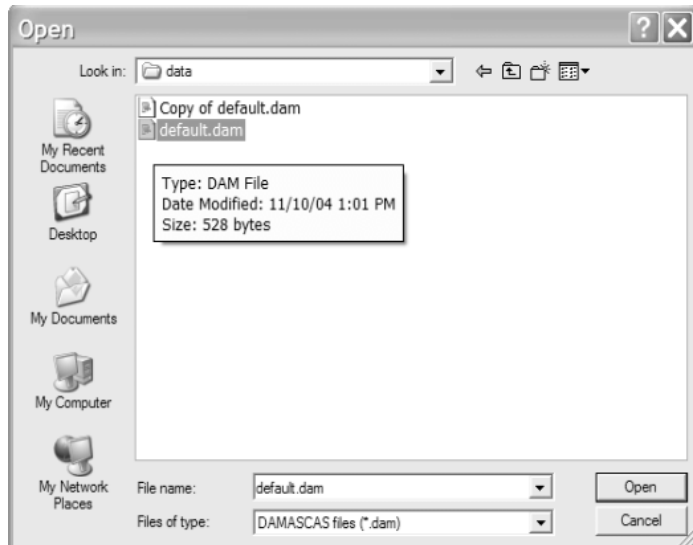 Open
Look in: data
Copy of default.dam
default.dam
Type: DAM File
Date Modified: 11/10/04 1:01 PM
Size: 528 bytes
My Recent
Documents
Desktop
My Documents
My Computer
My Network
Places
File name: default.dam Open
Files of type: DAMASCAS files (*.dam) Cancel